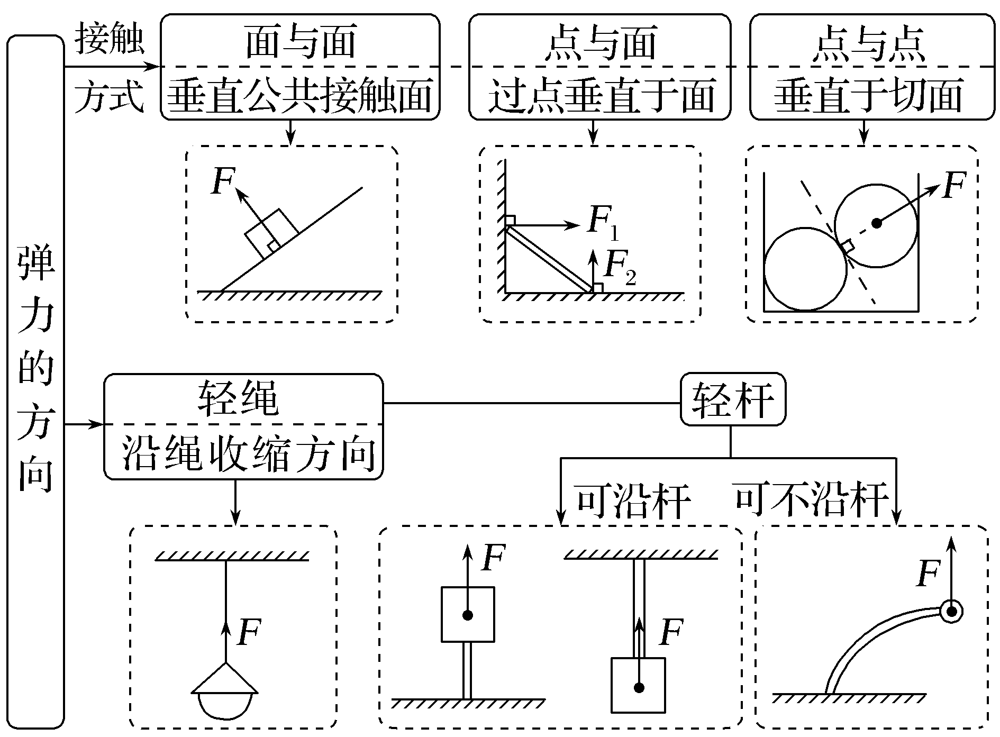 弹力的方向
接触
方式
面与面
垂直公共接触面
点与面
过点垂直于面
点与点
垂直于切面
F
F1
F2
F
轻绳
沿绳收缩方向
轻杆
可沿杆
可不沿杆
F
F
F
F